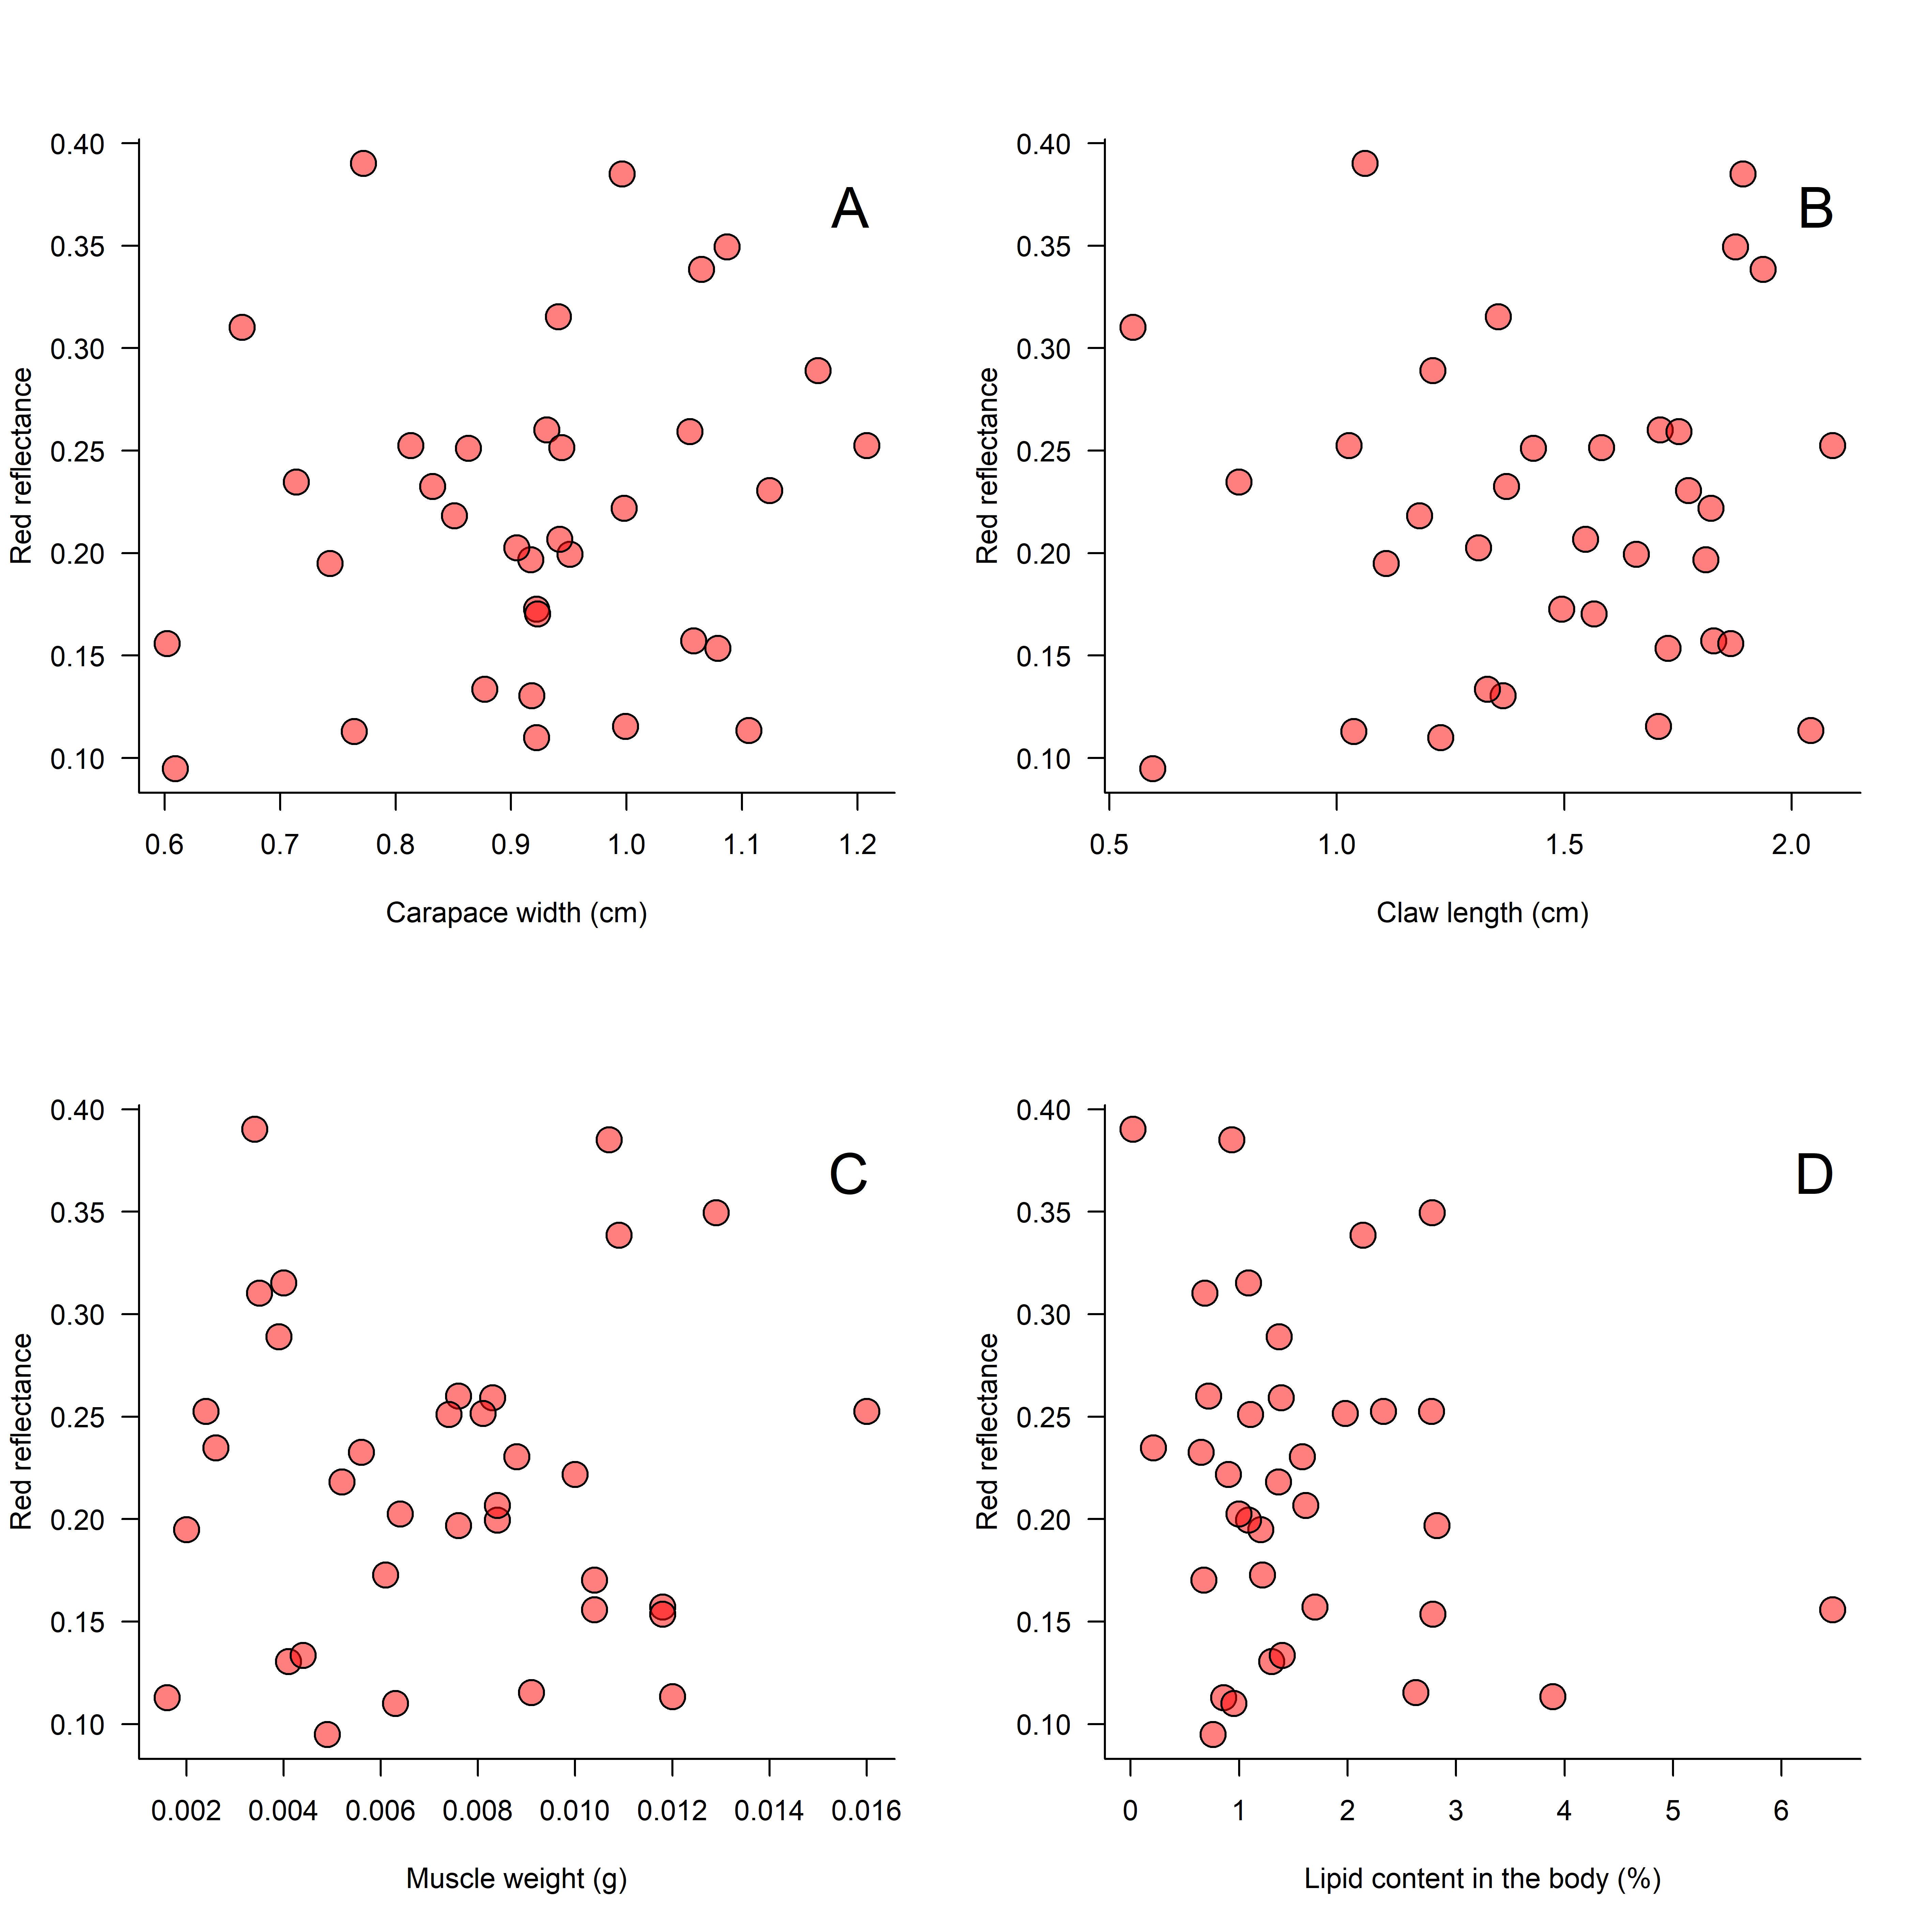 0.40
0.35
0.30
0.25
0.20
0.15
0.10
Red reflectance
A
0.6 0.7 0.8 0.9 1.0 1.1 1.2
Carapace width (cm)
0.40
0.35
0.30
0.25
0.20
0.15
0.10
Red reflectance
B
0.5 1.0 1.5 2.0
Claw length (cm)
0.40
0.35
0.30
0.25
0.20
0.15
0.10
Red reflectance
C
0.002 0.004 0.006 0.008 0.010 0.012 0.014 0.016
Muscle weight (g)
0.40
0.35
0.30
0.25
0.20
0.15
0.10
Red reflectance
D
0 1 2 3 4 5 6
Lipid content in the body (%)